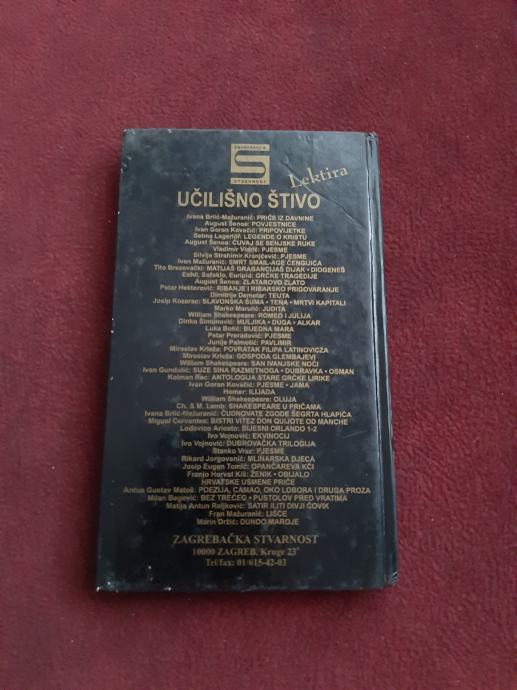 ZAGREBAČKA
S
STVARNOST
Lektira
UČILIŠNO ŠTIVO
Ivana Brlić-Mažuranić: PRIČE IZ DAVNINE
August Šenoa: POVJESTICE
Ivan Goran Kovačić: PRIPOVIJETKE
Selma Lagerlöf: LEGENDE O KRISTU
August Šenoa: ČUVAJ SE SENJSKE RUKE
Vladimir Vidrić: PJESME
Silvije Strahimir Kranjčević: PJESME
Ivan Mažuranić: SMRT SMAIL-AGE ČENGIĆA
Tito Brezovački: MATIJAŠ GRABANCIJAŠ DIJAK • DIOGENEŠ
Eshil, Sofoklo, Euripid: GRČKE TRAGEDIJE
August Šenoa: ZLATAROVO ZLATO
Petar Hektorović: RIBANJE I RIBARSKO PRIGOVARANJE
Dimitrije Demeter: TEUTA
Josip Kozarac: SLAVONSKA ŠUMA • TENA • MRTVI KAPITALI
Marko Marulić: JUDITA
William Shakespeare: ROMEO I JULIJA
Dinko Šimunović: MULJIKA • DUGA • ALKAR
Luka Botić: BIJEDNA MARA
Petar Preradović: PJESME
Junije Palmotić: PAVLIMIR
Miroslav Krleža: POVRATAK FILIPA LATINOVICZA
Miroslav Krleža: GOSPODA GLEMBAJEVI
William Shakespeare: SAN IVANJSKE NOĆI
Ivan Gundulić: SUZE SINA RAZMETNOGA • DUBRAVKA • OSMAN
Koloman Rac: ANTOLOGIJA STARE GRČKE LIRIKE
Ivan Goran Kovačić: PJESME • JAMA
Homer: ILIJADA
William Shakespeare: OLUJA
Ch. & M. Lamb: SHAKESPEARE U PRIČAMA
Ivana Brlić-Mažuranić: ČUDNOVATE ZGODE ŠEGRTA HLAPIĆA
Miguel Cervantes: BISTRI VITEZ DON QUIJOTE OD MANCHE
Lodovico Ariosto: BIJESNI ORLANDO 1-2
Ivo Vojnović: EKVINOCIJ
Ivo Vojnović: DUBROVAČKA TRILOGIJA
Stanko Vraz: PJESME
Rikard Jorgovanić: MLINARSKA DJECA
Josip Eugen Tomić: OPANČAREVA KĆI
Franjo Horvat Kiš: ŽENIK • OBIJALO
HRVATSKE USMENE PRIČE
Antun Gustav Matoš: POEZIJA, CAMAO, OKO LOBORA I DRUGA PROZA
Milan Begović: BEZ TREĆEG • PUSTOLOV PRED VRATIMA
Matija Antun Reljković: SATIR ILITI DIVJI ČOVIK
Fran Mažuranić: LIŠĆE
Marin Držić: DUNDO MAROJE
ZAGREBAČKA STVARNOST
10000 ZAGREB, Kruge 23
Tel/fax: 01/615-42-03